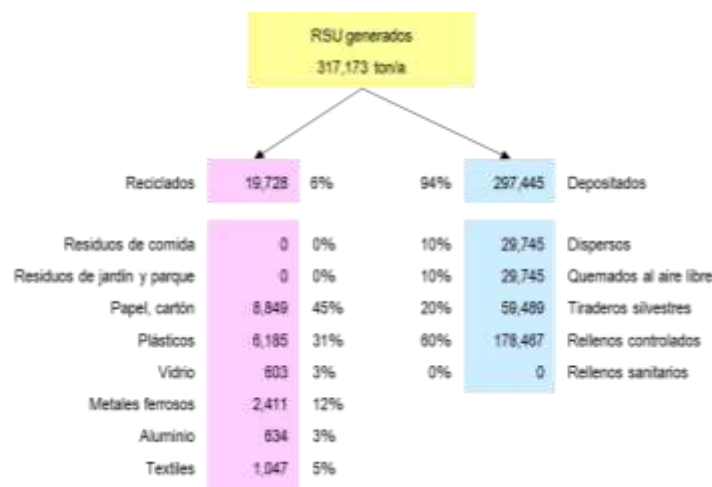 RSU generados
317,173 ton/a
Reciclados 19,728 6% 94% 297,445 Depositados
Residuos de comida 0 0% 10% 29,745 Dispersos
Residuos de jardín y parque 0 0% 10% 29,745 Quemados al aire libre
Papel, cartón 8,849 45% 20% 59,489 Tiraderos silvestres
Plásticos 6,185 31% 60% 178,467 Rellenos controlados
Vidrio 603 3% 0% 0 Rellenos sanitarios
Metales ferrosos 2,411 12%
Aluminio 634 3%
Textiles 1,047 5%